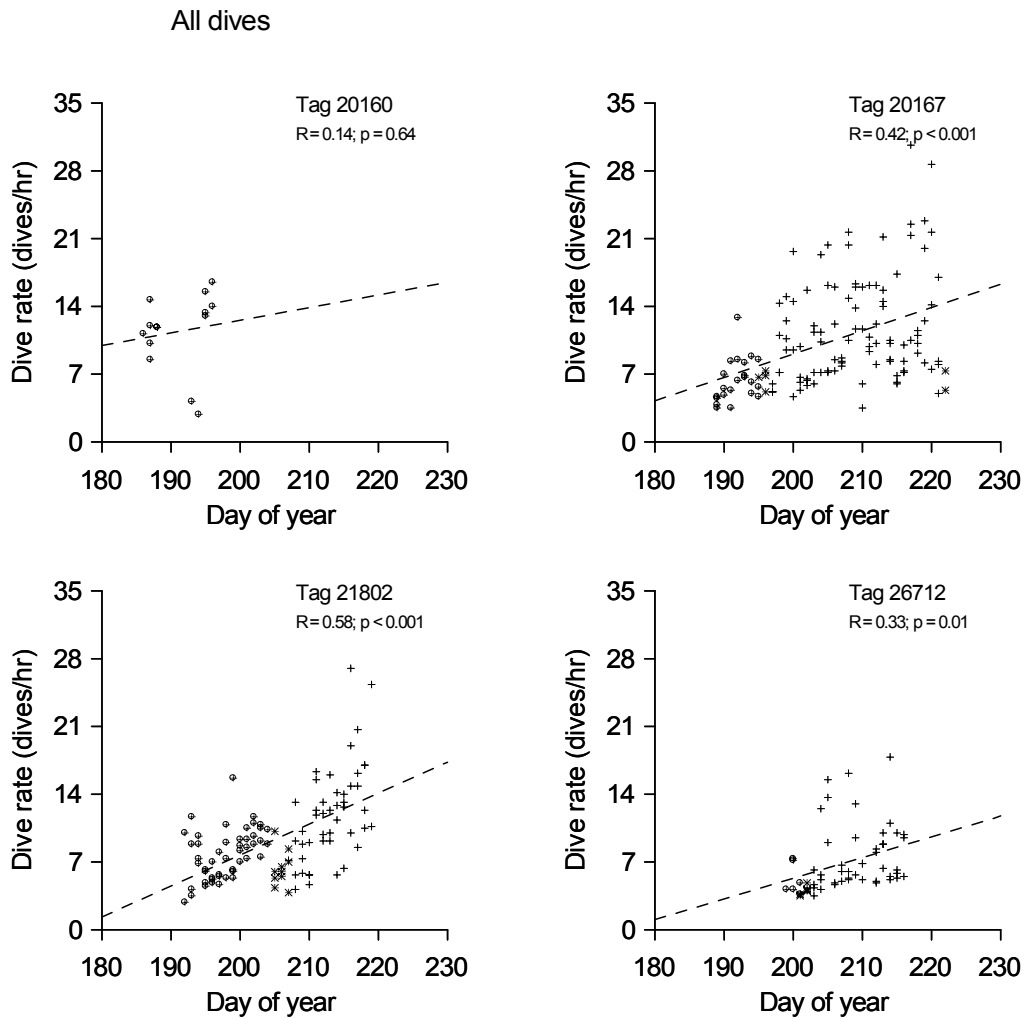 All dives
Tag 20160
R = 0.14; p = 0.64
35
28
21
14
7
0
Dive rate (dives/hr)
180 190 200 210 220 230
Day of year
Tag 20167
R = 0.42; p < 0.001
35
28
21
14
7
0
Dive rate (dives/hr)
180 190 200 210 220 230
Day of year
Tag 21802
R = 0.58; p < 0.001
35
28
21
14
7
0
Dive rate (dives/hr)
180 190 200 210 220 230
Day of year
Tag 26712
R = 0.33; p = 0.01
35
28
21
14
7
0
Dive rate (dives/hr)
180 190 200 210 220 230
Day of year